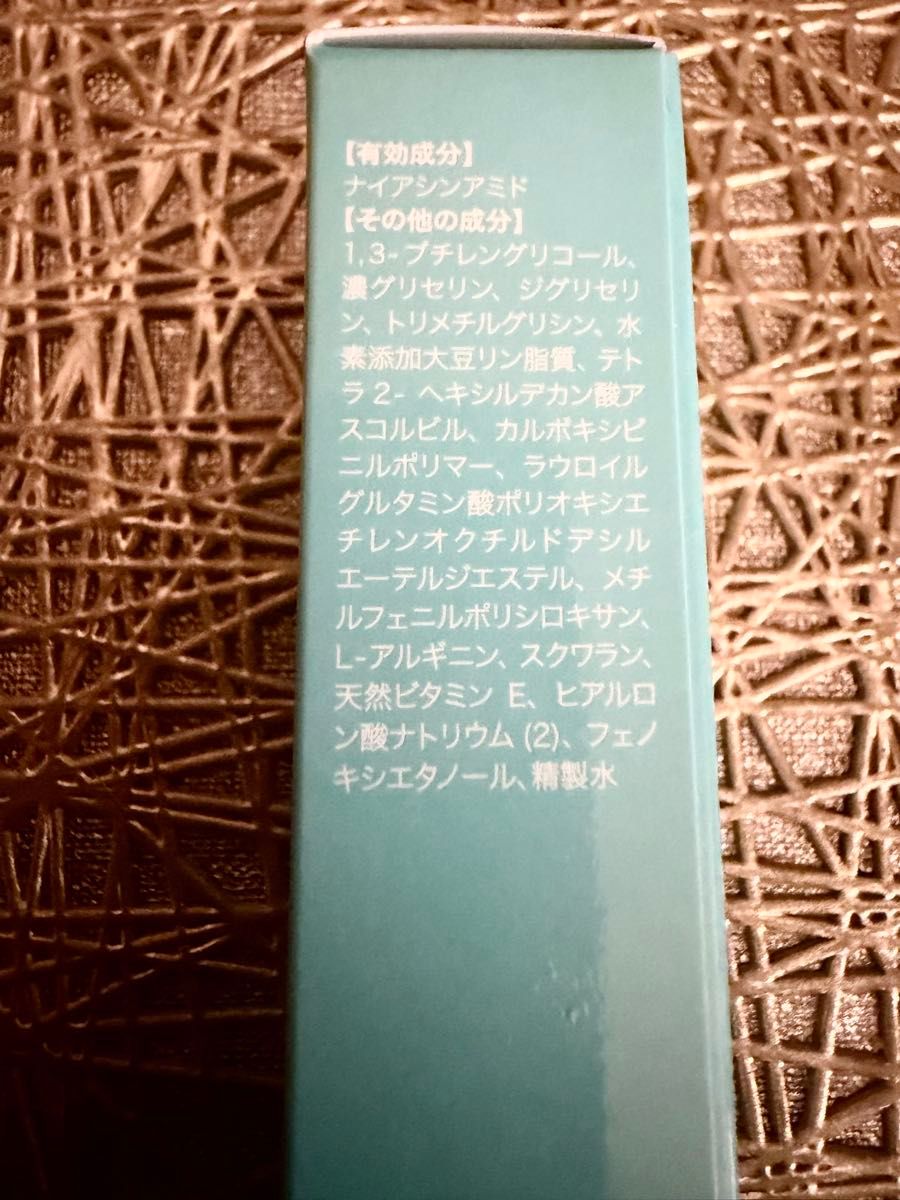 【有効成分】
ナイアシンアミド
【その他の成分】
1,3-ブチレングリコール、
濃グリセリン、ジグリセリ
ン、トリメチルグリシン、水
素添加大豆リン脂質、テト
ラ2-ヘキシルデカン酸ア
スコルビル、カルボキシビ
ニルポリマー、ラウロイル
グルタミン酸ポリオキシエ
チレンオクチルドデシル
エーテルジエステル、メチ
ルフェニルポリシロキサン、
L-アルギニン、スクワラン、
天然ビタミンE、ヒアルロ
ン酸ナトリウム(2)、フェノ
キシエタノール、精製水